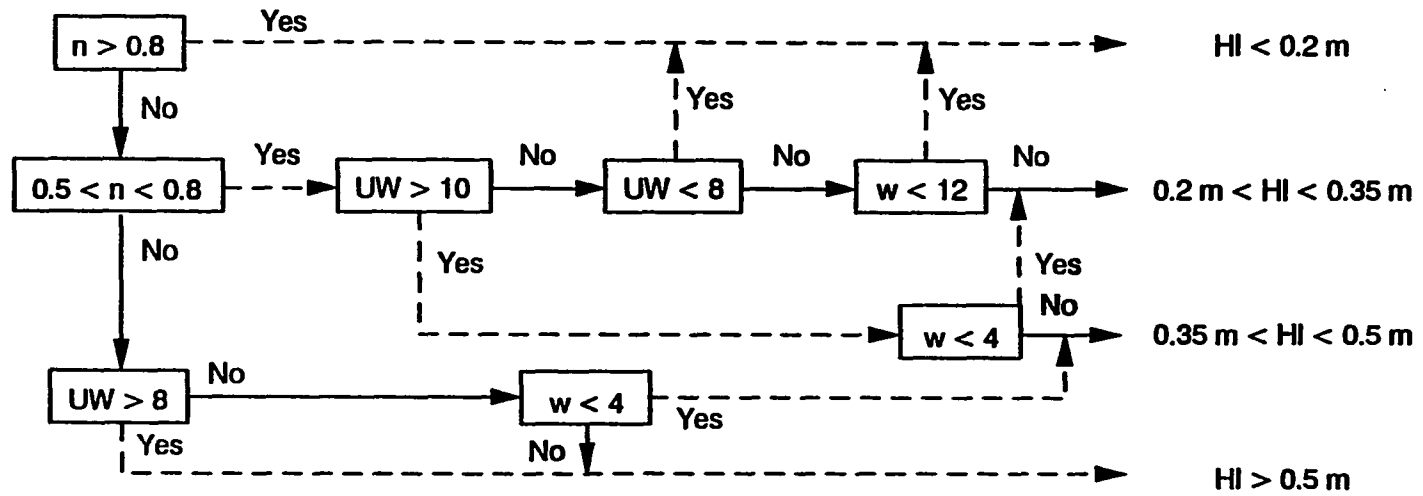 Yes
n > 0.8
HI < 0.2 m
No
Yes
Yes
Yes
No
No
No
0.5 < n < 0.8
UW > 10
UW < 8
w < 12
0.2 m < HI < 0.35 m
No
Yes
Yes
No
w < 4
0.35 m < HI < 0.5 m
No
UW > 8
w < 4
Yes
Yes
No
HI > 0.5 m